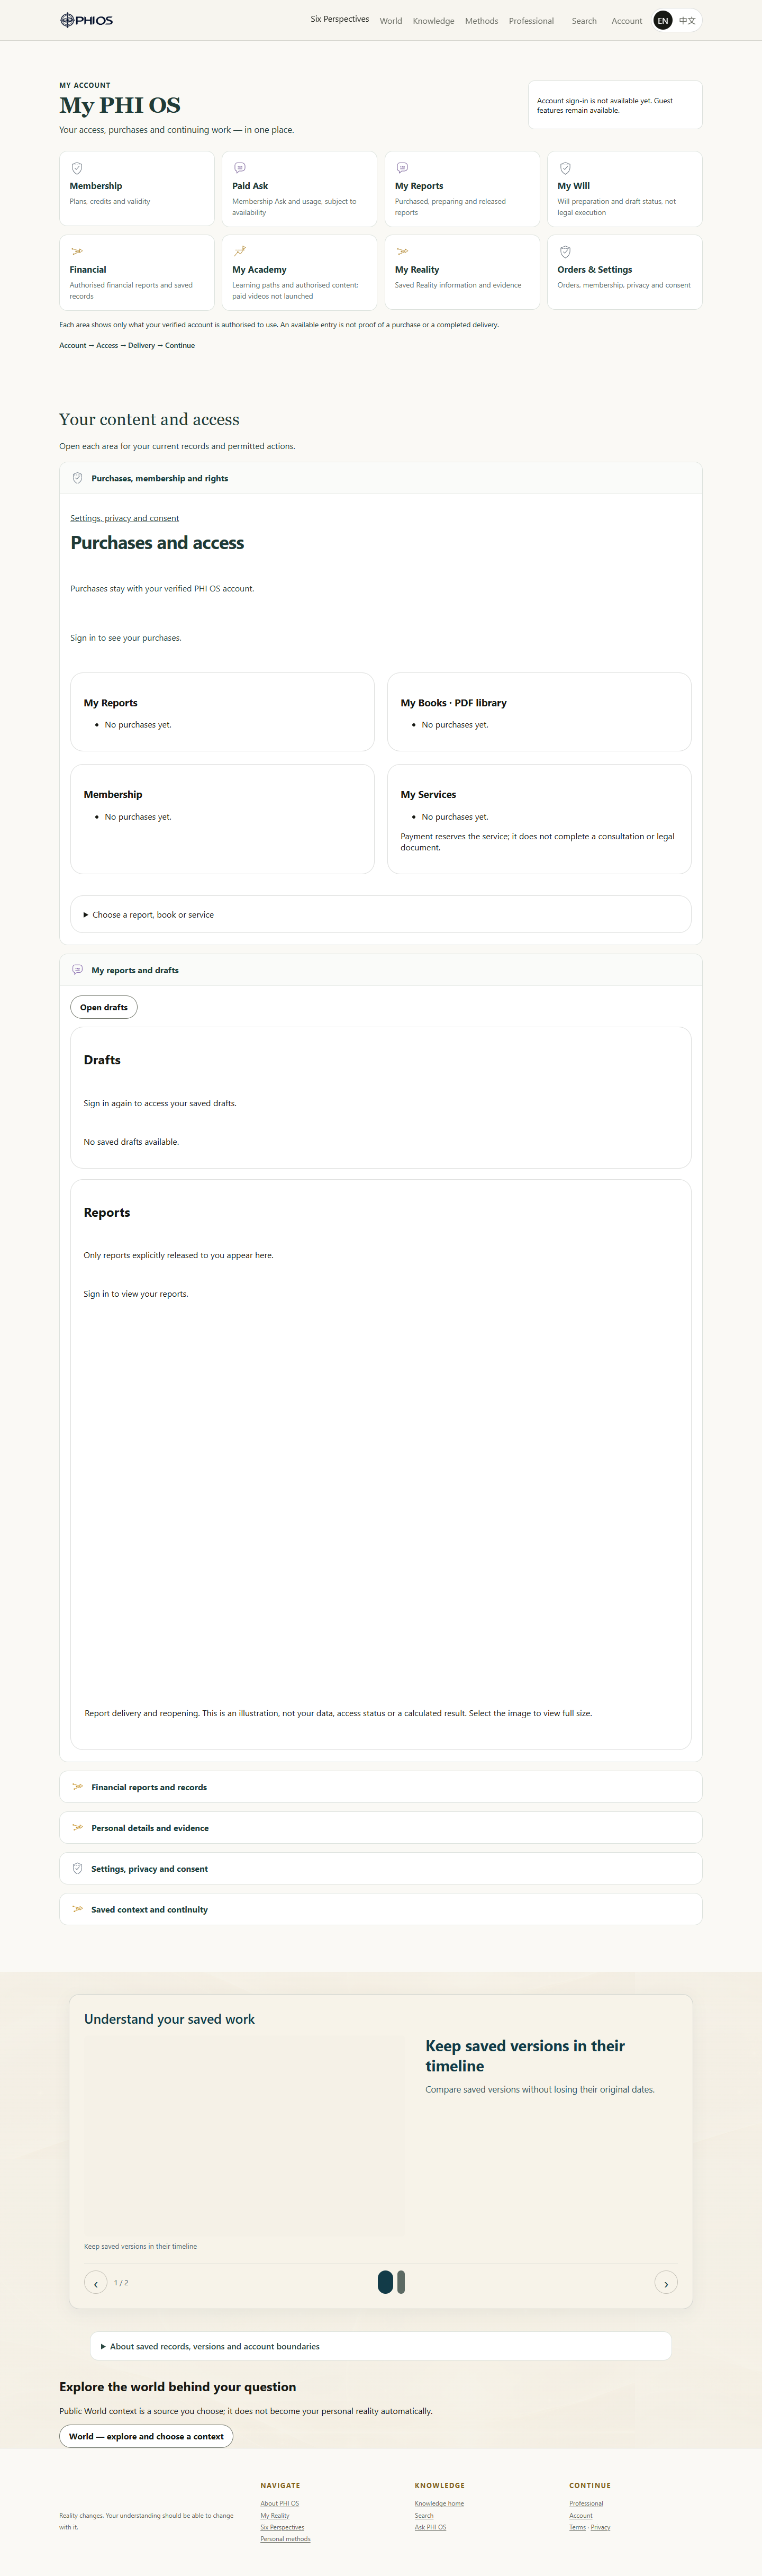 PHI OS
Six Perspectives
World
Knowledge
Methods
Professional
Search
Account
EN
中文
MY ACCOUNT
My PHI OS
Your access, purchases and continuing work — in one place.
Account sign-in is not available yet. Guest
features remain available.
Membership
Plans, credits and validity
Paid Ask
Membership Ask and usage, subject to
availability
My Reports
Purchased, preparing and released
reports
My Will
Will preparation and draft status, not
legal execution
Financial
Authorised financial reports and saved
records
My Academy
Learning paths and authorised content;
paid videos not launched
My Reality
Saved Reality information and evidence
Orders & Settings
Orders, membership, privacy and consent
Each area shows only what your verified account is authorised to use. An available entry is not proof of a purchase or a completed delivery.
Account → Access → Delivery → Continue
Your content and access
Open each area for your current records and permitted actions.
Purchases, membership and rights
Settings, privacy and consent
Purchases and access
Purchases stay with your verified PHI OS account.
Sign in to see your purchases.
My Reports
• No purchases yet.
My Books · PDF library
• No purchases yet.
Membership
• No purchases yet.
My Services
• No purchases yet.
Payment reserves the service; it does not complete a consultation or legal
document.
▶ Choose a report, book or service
My reports and drafts
Open drafts
Drafts
Sign in again to access your saved drafts.
No saved drafts available.
Reports
Only reports explicitly released to you appear here.
Sign in to view your reports.
Report delivery and reopening. This is an illustration, not your data, access status or a calculated result. Select the image to view full size.
Financial reports and records
Personal details and evidence
Settings, privacy and consent
Saved context and continuity
Understand your saved work
Keep saved versions in their
timeline
Compare saved versions without losing their original dates.
Keep saved versions in their timeline
‹
1 / 2
›
▶ About saved records, versions and account boundaries
Explore the world behind your question
Public World context is a source you choose; it does not become your personal reality automatically.
World — explore and choose a context
Reality changes. Your understanding should be able to change
with it.
NAVIGATE
About PHI OS
My Reality
Six Perspectives
Personal methods
KNOWLEDGE
Knowledge home
Search
Ask PHI OS
CONTINUE
Professional
Account
Terms · Privacy